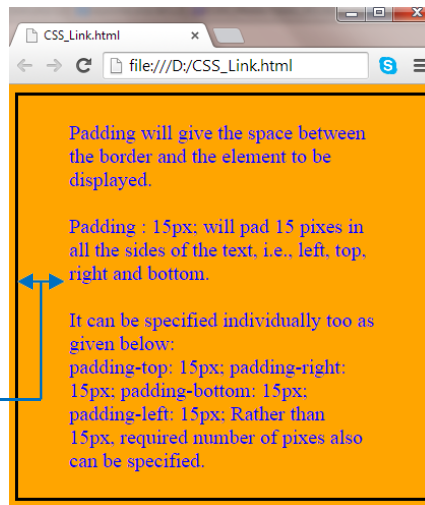 CSS_Link.html
file:///D:/CSS_Link.html
Padding will give the space between
the border and the element to be
displayed.
Padding : 15px; will pad 15 pixes in
all the sides of the text, i.e., left, top,
right and bottom.
It can be specified individually too as
given below:
padding-top: 15px; padding-right:
15px; padding-bottom: 15px;
padding-left: 15px; Rather than
15px, required number of pixes also
can be specified.